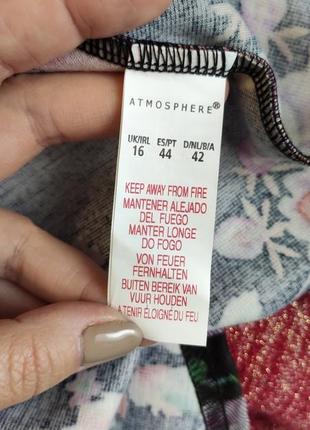 ATMOSPHERE®
UK/IRL ES/PT D/NL/B/A
16 44 42
KEEP AWAY FROM FIRE
MANTENER ALEJADO
DEL FUEGO
MANTER LONGE
DO FOGO
VON FEUER
FERNHALTEN
BUITEN BEREIK VAN
VUUR HOUDEN
A TENIR ÉLOIGNÉ DU FEU